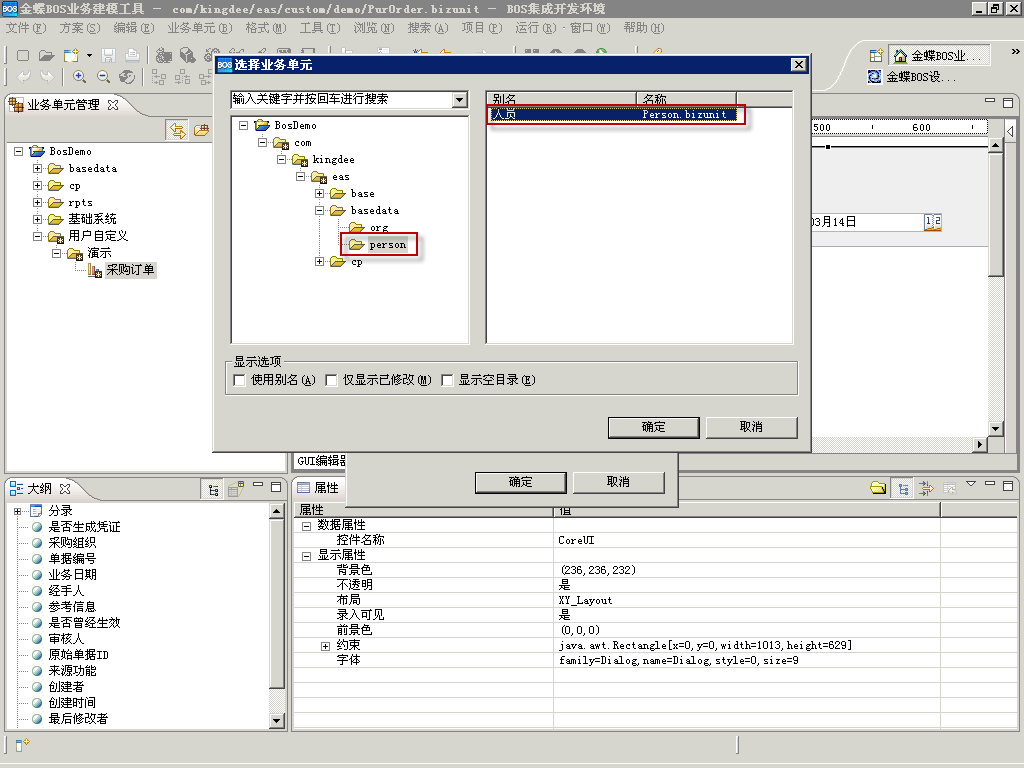 金蝶BOS业务建模工具 － com/kingdee/eas/custom/demo/PurOrder.bizunit － BOS集成开发环境
文件(F) 方案(S) 编辑(E) 业务单元(B) 格式(M) 工具(T) 浏览(N) 搜索(A) 项目(P) 运行(R) 窗口(W) 帮助(H)
金蝶BOS业...
金蝶BOS设...
»
业务单元管理
BosDemo
basedata
cp
rpts
基础系统
用户自定义
演示
采购订单
BOS 选择业务单元
输入关键字并按回车进行搜索
BosDemo
com
kingdee
eas
base
basedata
org
person
cp
别名 名称
人员 Person.bizunit
显示选项
使用别名(A) 仅显示已修改(M) 显示空目录(E)
确定 取消
500 600
03月14日
GUI编辑器
确定 取消
大纲
分录
是否生成凭证
采购组织
单据编号
业务日期
经手人
参考信息
是否曾经生效
审核人
原始单据ID
来源功能
创建者
创建时间
最后修改者
属性
属性 值
数据属性
控件名称 CoreUI
显示属性
背景色 (236,236,232)
不透明 是
布局 XY_Layout
录入可见 是
前景色 (0,0,0)
约束 java.awt.Rectangle[x=0,y=0,width=1013,height=629]
字体 family=Dialog,name=Dialog,style=0,size=9